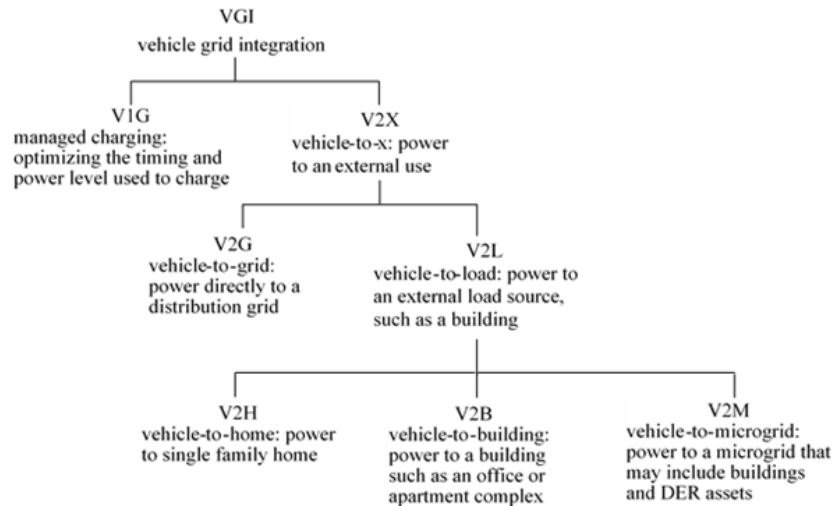 VGI
vehicle grid integration
V1G
managed charging:
optimizing the timing and
power level used to charge
V2X
vehicle-to-x: power
to an external use
V2G
vehicle-to-grid:
power directly to a
distribution grid
V2L
vehicle-to-load: power to
an external load source,
such as a building
V2H
vehicle-to-home: power
to single family home
V2B
vehicle-to-building:
power to a building
such as an office or
apartment complex
V2M
vehicle-to-microgrid:
power to a microgrid that
may include buildings
and DER assets